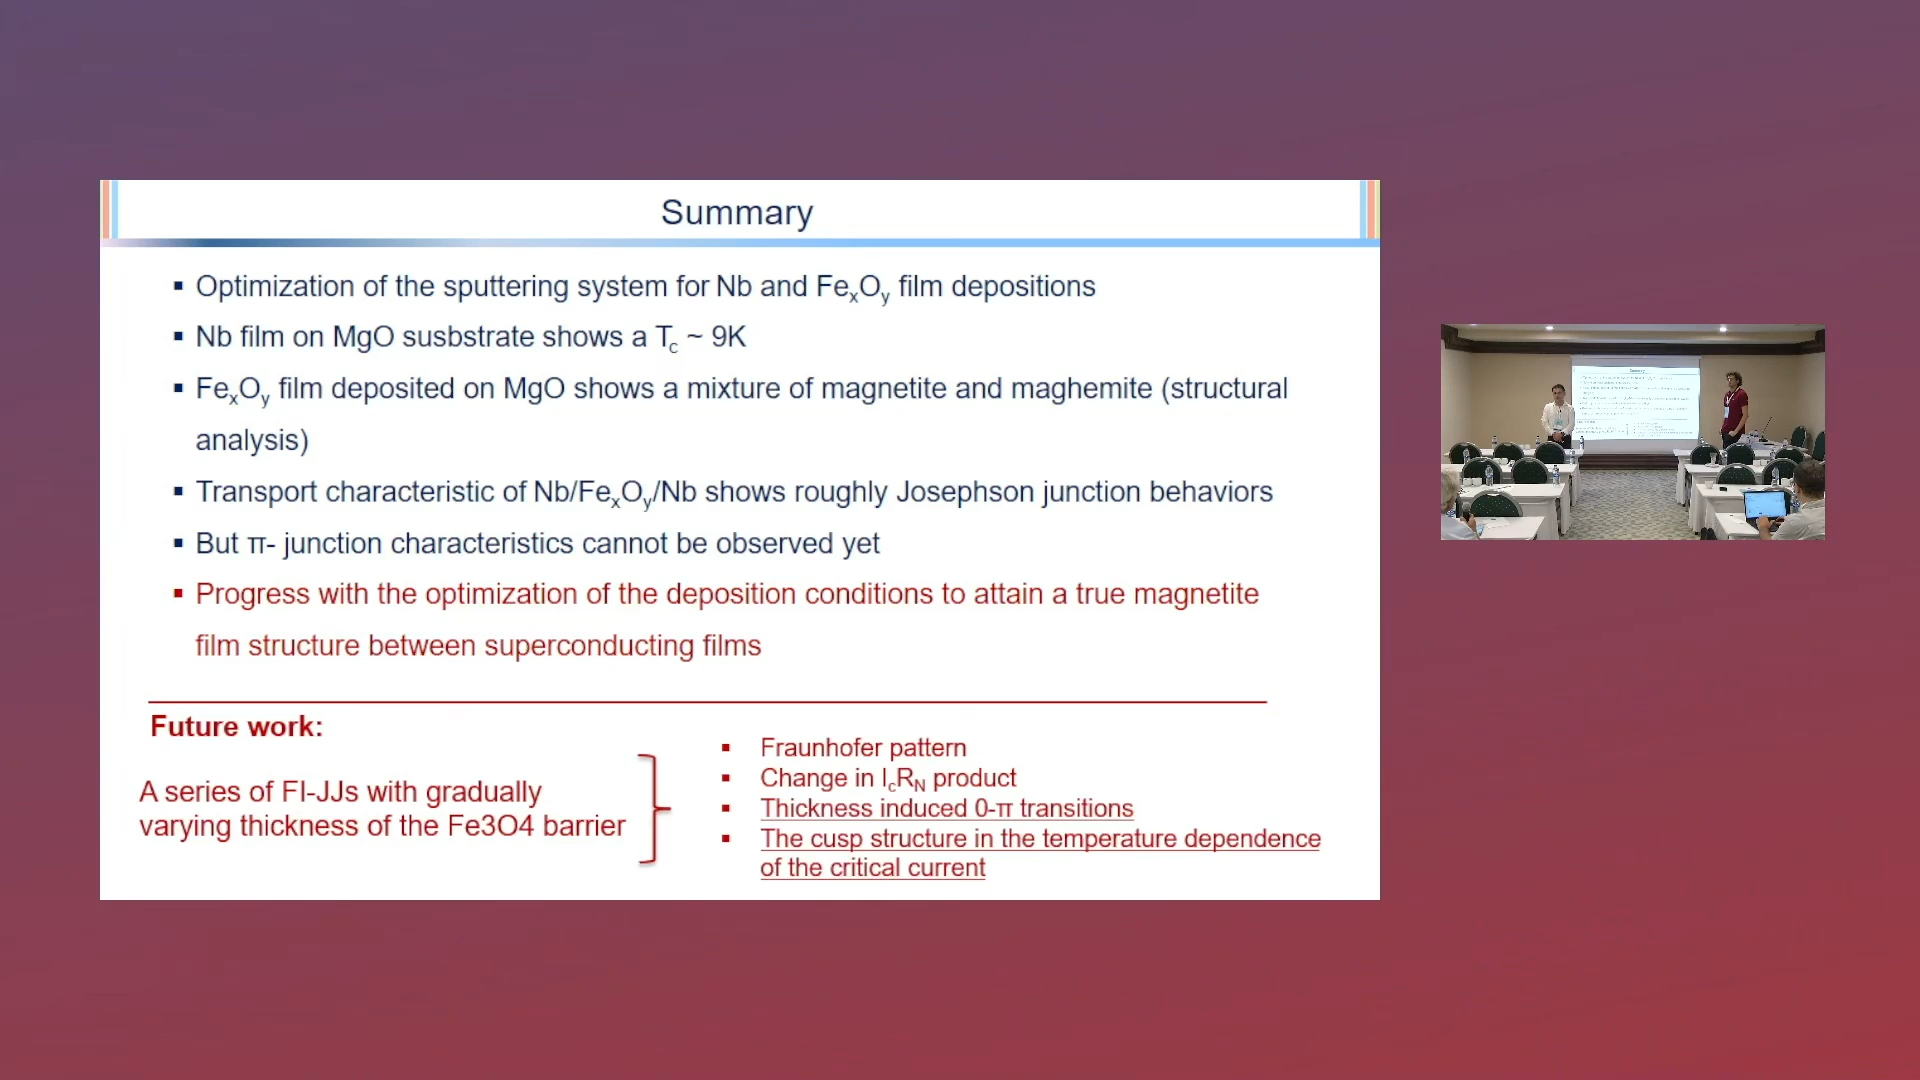 Summary
▪ Optimization of the sputtering system for Nb and FexOy film depositions
▪ Nb film on MgO susbstrate shows a Tc ~ 9K
▪ FexOy film deposited on MgO shows a mixture of magnetite and maghemite (structural
analysis)
▪ Transport characteristic of Nb/FexOy/Nb shows roughly Josephson junction behaviors
▪ But π- junction characteristics cannot be observed yet
▪ Progress with the optimization of the deposition conditions to attain a true magnetite
film structure between superconducting films
Future work:
A series of FI-JJs with gradually
varying thickness of the Fe3O4 barrier
▪ Fraunhofer pattern
▪ Change in IcRN product
▪ Thickness induced 0-π transitions
▪ The cusp structure in the temperature dependence
of the critical current